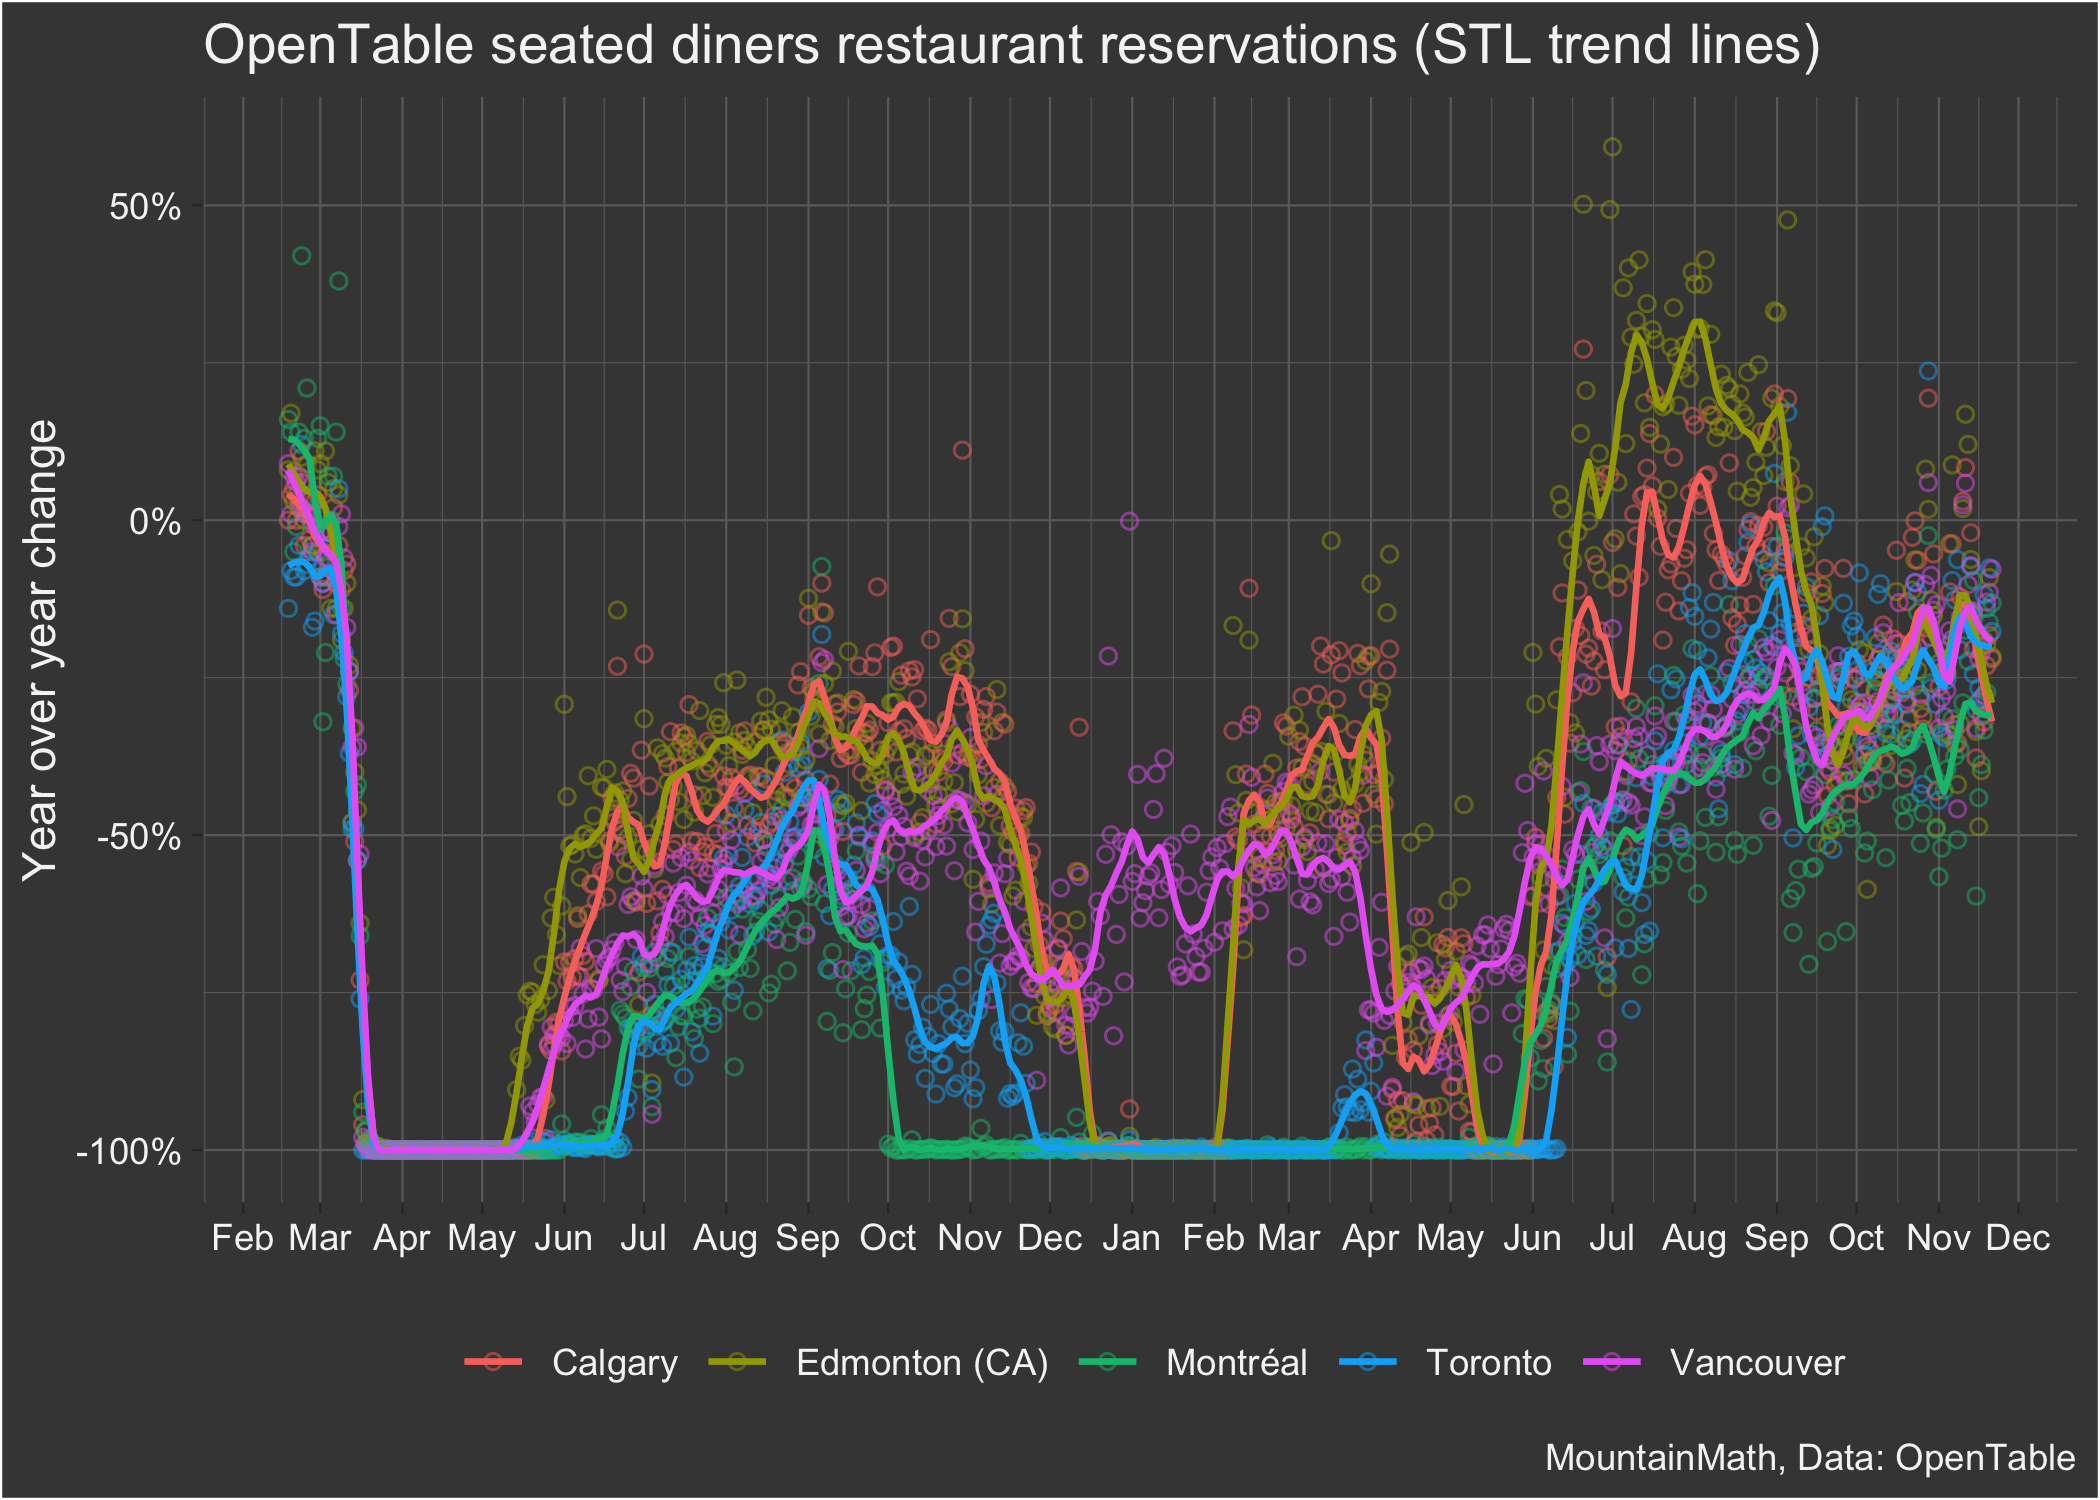 OpenTable seated diners restaurant reservations (STL trend lines)
Year over year change
50%
0%
-50%
-100%
Feb Mar Apr May Jun Jul Aug Sep Oct Nov Dec Jan Feb Mar Apr May Jun Jul Aug Sep Oct Nov Dec
Calgary Edmonton (CA) Montréal Toronto Vancouver
MountainMath, Data: OpenTable